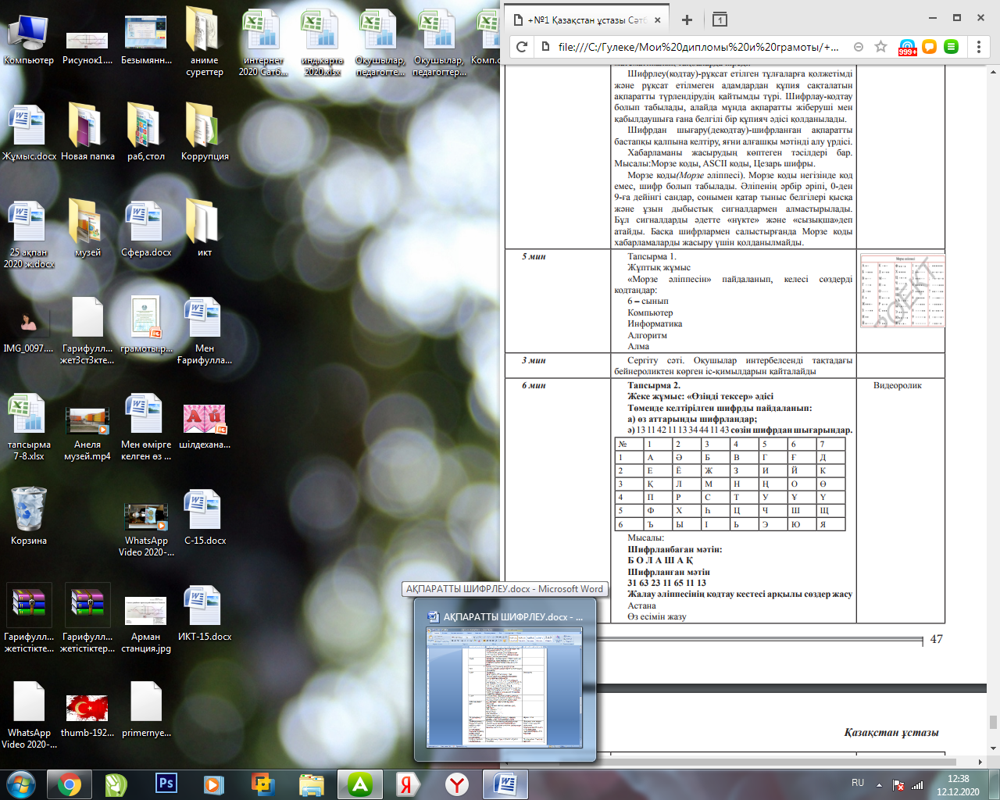 Компьютер
Рисунок1....
Безымянн...
аниме суреттер
интернет 2020 Сатб...
инд.карта 2020.xlsx
Оқушылар, педагогте...
Оқушылар, педагогтер...
Комп.с
Жұмыс.docx
Новая папка
раб,стол
Коррупция
25 ақпан 2020 ж.docx
музей
Сфера.docx
икт
IMG_0097....
Гарифулл... жет3ст3кте...
грамоты.p...
Мен Ғарифулла...
тапсырма 7-8.xlsx
Анеля музей.mp4
Мен өмірге келген өз ...
шілдехана...
Корзина
WhatsApp Video 2020-...
С-15.docx
Гарифулл... жетістікте...
Гарифулл... жетістіктер...
Арман станция.jpg
ИКТ-15.docx
WhatsApp Video 2020-...
thumb-192...
primernye...
+№1 Қазақстан ұстазы Сәтб
1
file:///C:/Гулеке/Мои%20дипломы%20и%20грамоты/+...
999+
Шифрлеу(кодтау)-рұқсат етілген тұлғаларға қолжетімді
және рұқсат етілмеген адамдардан құпия сақталатын
ақпаратты түрлендірудің қайтымды түрі. Шифрлау-кодтау
болып табылады, алайда мұнда ақпаратты жіберуші мен
қабылдаушыға ғана белгілі бір құпияч әдісі қолданылады.
Шифрдан шығару(декодтау)-шифрланған ақпаратты
бастапқы қалпына келтіру, яғни алғашқы мәтінді алу үрдісі.
Хабарламаны жасырудың көптеген тәсілдері бар.
Мысалы:Морзе коды, ASCII коды, Цезарь шифры.
Морзе коды(Морзе әліппесі). Морзе коды негізінде код
емес, шифр болып табылады. Әліпенің әрбір әріпі, 0-ден
9-ға дейінгі сандар, сонымен қатар тыныс белгілері қысқа
және ұзын дыбыстық сигналдармен алмастырылады.
Бұл сигналдарды әдетте «нүкте» және «сызықша»деп
атайды. Басқа шифрлармен салыстырғанда Морзе коды
хабарламаларды жасыру үшін қолданылмайды.
5 мин
Тапсырма 1.
Жұптық жұмыс
«Морзе әліппесін» пайдаланып, келесі сөздерді
кодтандар:
6 – сынып
Компьютер
Информатика
Алгоритм
Алма
3 мин
Сергіту сәті. Оқушылар интербелсенді тақтадағы
бейнероликтен көрген іс-қимылдарын қайталайды
6 мин
Тапсырма 2.
Жеке жұмыс: «Өзіңді тексер» әдісі
Төменде келтірілген шифрды пайдаланып:
а) өз аттарынды шифрландар;
ә) 13 11 42 11 13 34 44 11 43 сөзін шифрдан шығарындар.
Видеоролик
№ 1 2 3 4 5 6 7
1 А Ә Б В Г Ғ Д
2 Е Ё Ж З И Й К
3 Қ Л М Н Ң О Ө
4 П Р С Т У Ұ Ү
5 Ф Х Һ Ц Ч Ш Щ
6 Ъ Ы І Ь Э Ю Я
Мысалы:
Шифрланбаған мәтін:
Б О Л А Ш А Қ
Шифрланған мәтін
31 63 23 11 65 11 13
Жалау әліппесінің кодтау кестесі арқылы сөздер жасу
Астана
Өз есімін жазу
47
Қазақстан ұстазы
АҚПАРАТТЫ ШИФРЛЕУ.docx - Microsoft Word
АҚПАРАТТЫ ШИФРЛЕУ.docx - ...
RU
12:38
12.12.2020